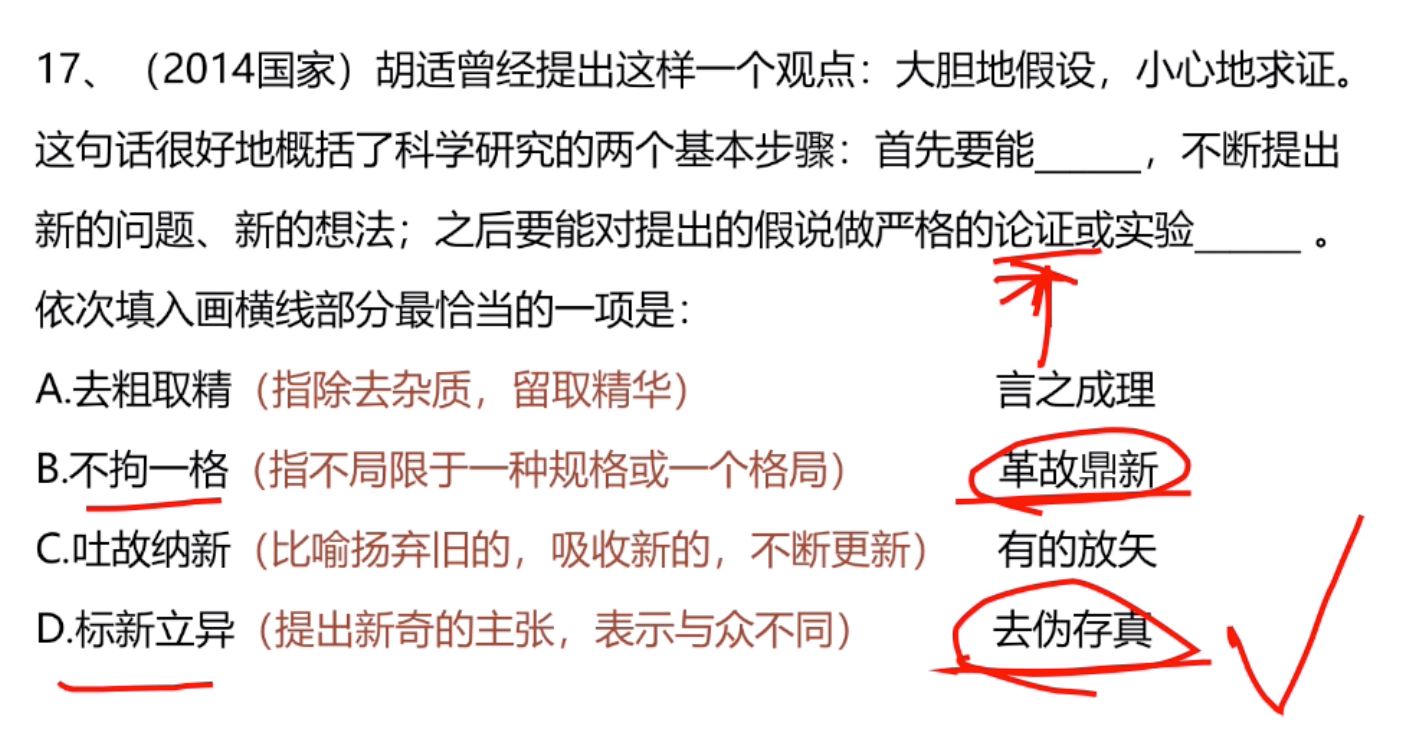 17、（2014国家）胡适曾经提出这样一个观点：大胆地假设，小心地求证。
这句话很好地概括了科学研究的两个基本步骤：首先要能_____，不断提出
新的问题、新的想法；之后要能对提出的假说做严格的论证或实验_____ 。
依次填入画横线部分最恰当的一项是：
A.去粗取精（指除去杂质，留取精华） 言之成理
B.不拘一格（指不局限于一种规格或一个格局） 革故鼎新
C.吐故纳新（比喻扬弃旧的，吸收新的，不断更新） 有的放矢
D.标新立异（提出新奇的主张，表示与众不同） 去伪存真